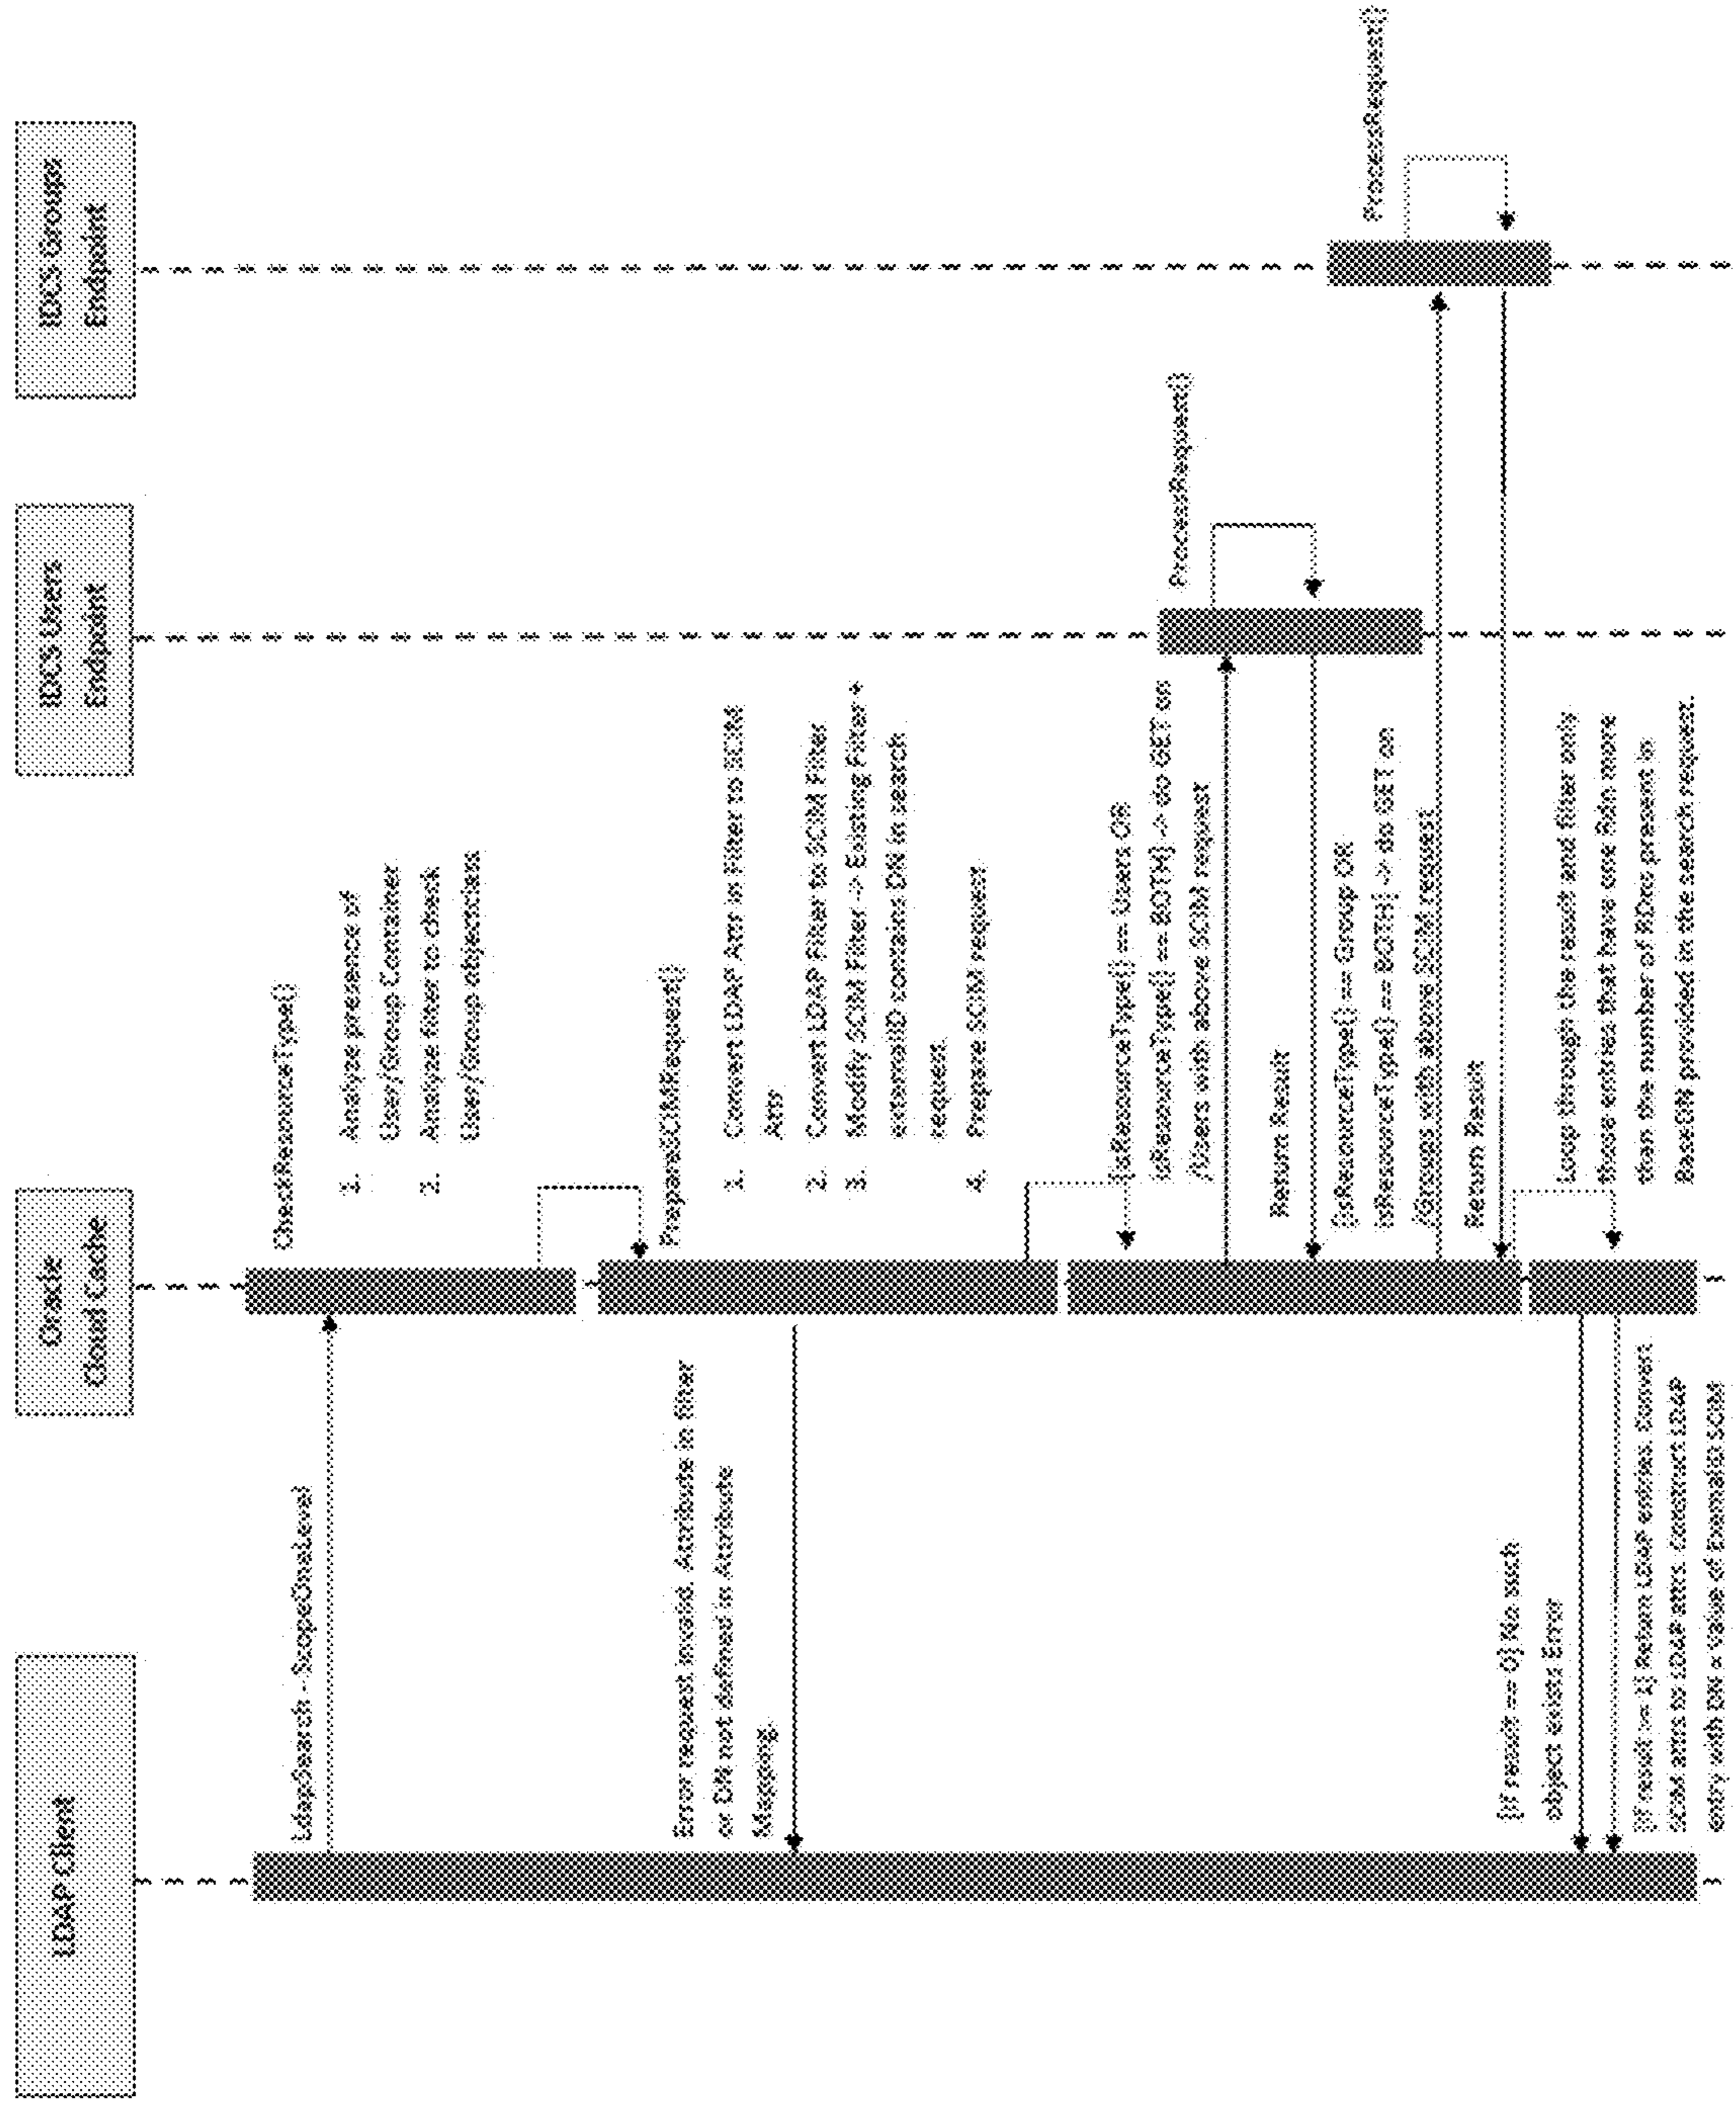 LDAP Client
Oracle
Cloud Cache
IDCS Users
Endpoint
IDCS Groups
Endpoint
LdapSearch - ScopeOneLevel
CheckResourceType()
1. Analyze presence of
User/Group Container
2. Analyze filter to check
User/Group objectclass
PrepareSCIMRequest()
1. Convert LDAP Attr in Filter to SCIM
Attr
2. Convert LDAP Filter to SCIM Filter
3. Modify SCIM Filter -> Existing Filter +
externalID contains DN in search
request
4. Prepare SCIM request
Error request invalid. Attribute in filter
or DN not defined in Attribute
Mapping
[isResourceType() == Users OR
isResourceType() == BOTH] -> do GET on
/Users with above SCIM request
ProcessRequest()
Return Result
[isResourceType() == Group OR
isResourceType() == BOTH] -> do GET on
/Groups with above SCIM request
ProcessRequest()
Return Result
Loop through the result and filter only
those entries that have one Rdn more
than the number of RDns present in
BaseDN provided in the search request.
[If result == 0] No such
object exists Error
[If result >= 1] Return LDAP entries. Convert
SCIM attrs to LDAP attrs. construct LDAP
entry with DN = value of ExternalID SCIM